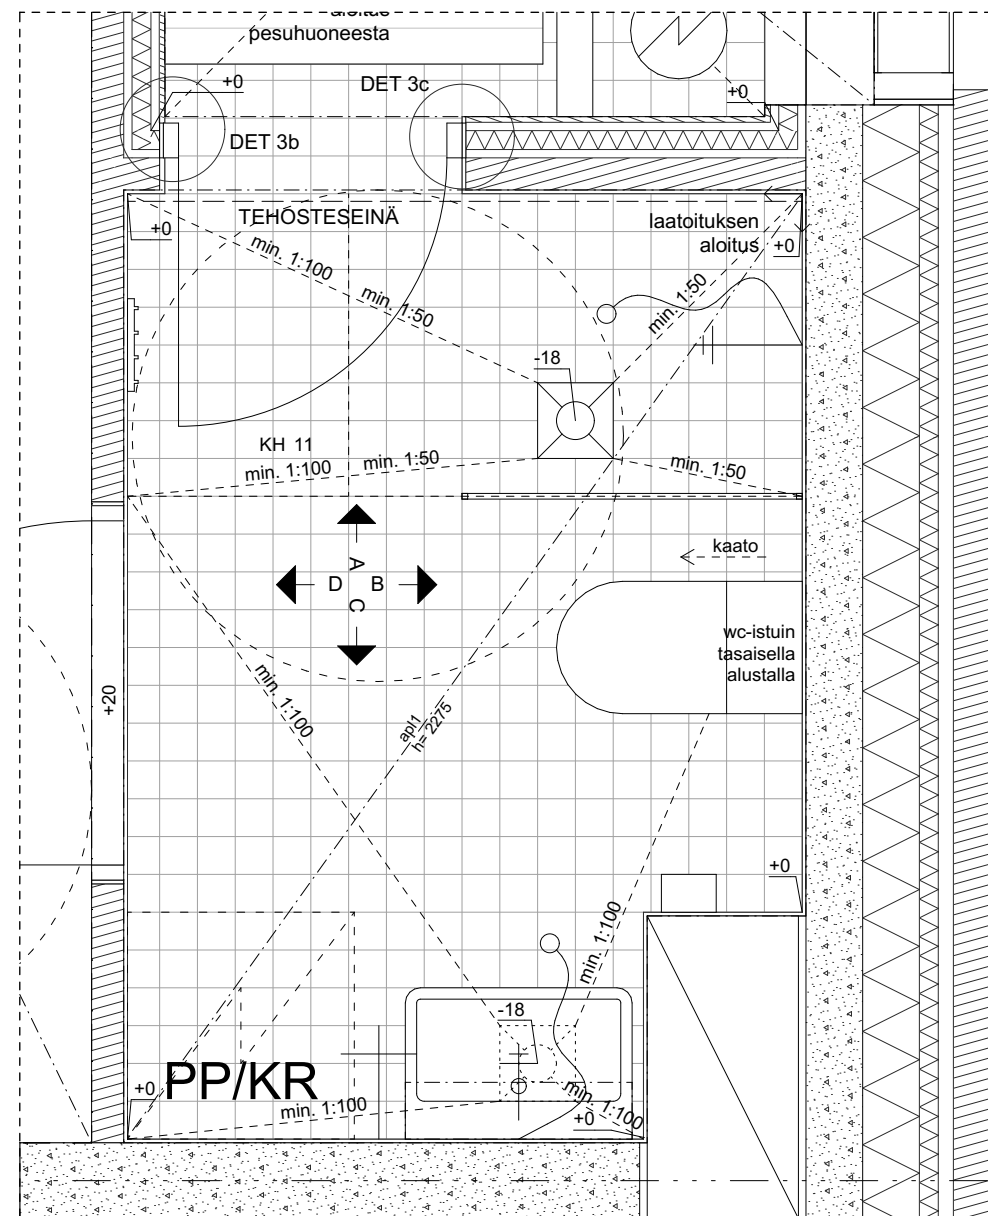 aloitus
pesuhuoneesta
DET 3c
+0
+0
DET 3b
TEHOSTESEINÄ
+0
laatoituksen
aloitus
+0
min. 1:100
min. 1:50
min. 1:50
-18
KH 11
min. 1:100
min. 1:50
min. 1:50
kaato
A
D
B
C
wc-istuin
tasaisella
alustalla
+20
min. 1:100
apl1
h= 2275
+0
min. 1:100
-18
PP/KR
+0
min. 1:100
min. 1:100
+0